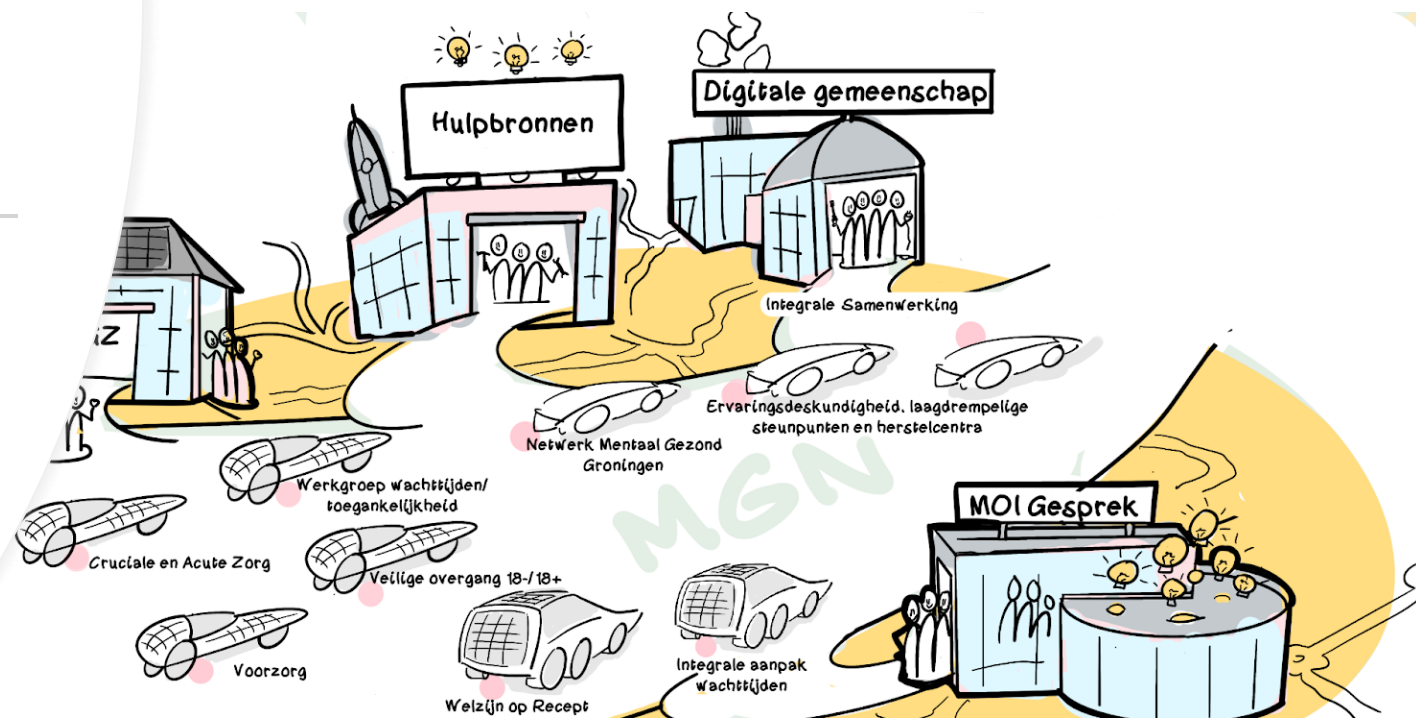 Hulpbronnen
Digitale gemeenschap
Integrale Samenwerking
Ervaringsdeskundigheid, laagdrempelige
steunpunten en herstelcentra
Netwerk Mentaal Gezond
Groningen
MGN
Werkgroep wachttijden/
toegankelijkheid
Cruciale en Acute Zorg
Veilige overgang 18-/18+
Voorzorg
Welzijn op Recept
Integrale aanpak
wachttijden
MOI Gesprek